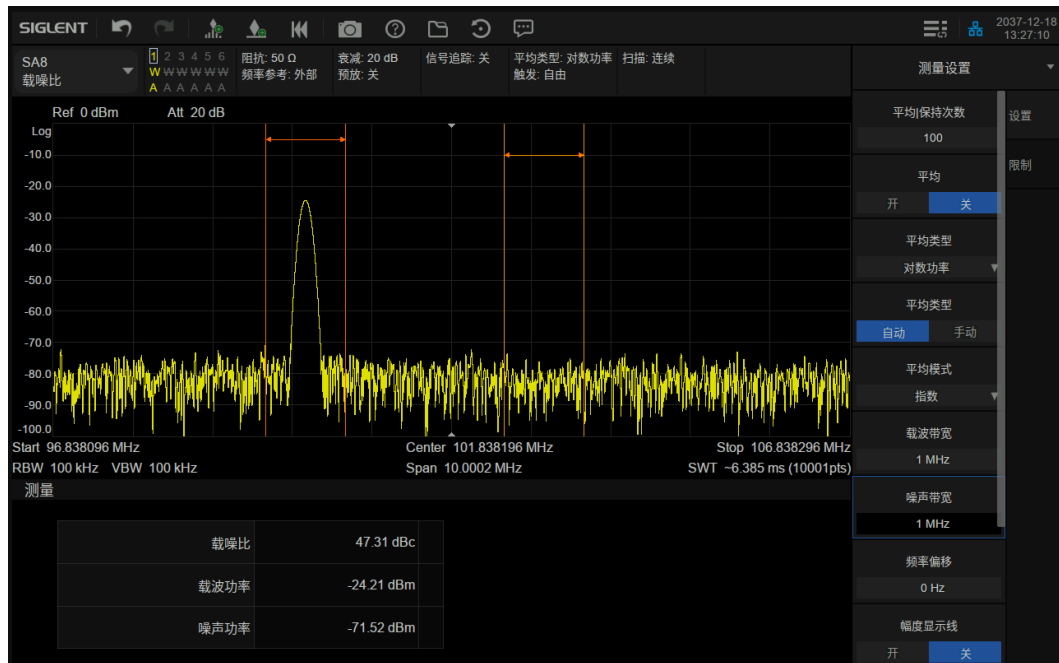 SIGLENT
2037-12-18
13:27:10
SA8
载噪比
1 2 3 4 5 6
W W W W W W
A A A A A A
阻抗: 50 Ω
频率参考: 外部
衰减: 20 dB
预放: 关
信号追踪: 关
平均类型: 对数功率
触发: 自由
扫描: 连续
测量设置
Ref 0 dBm Att 20 dB
Log
-10.0
-20.0
-30.0
-40.0
-50.0
-60.0
-70.0
-80.0
-90.0
-100.0
Start 96.838096 MHz Center 101.838196 MHz Stop 106.838296 MHz
RBW 100 kHz VBW 100 kHz Span 10.0002 MHz SWT ~6.385 ms (10001pts)
测量
载噪比 47.31 dBc
载波功率 -24.21 dBm
噪声功率 -71.52 dBm
平均|保持次数
100
平均
开 关
平均类型
对数功率
平均类型
自动 手动
平均模式
指数
载波带宽
1 MHz
噪声带宽
1 MHz
频率偏移
0 Hz
幅度显示线
开 关
设置
限制